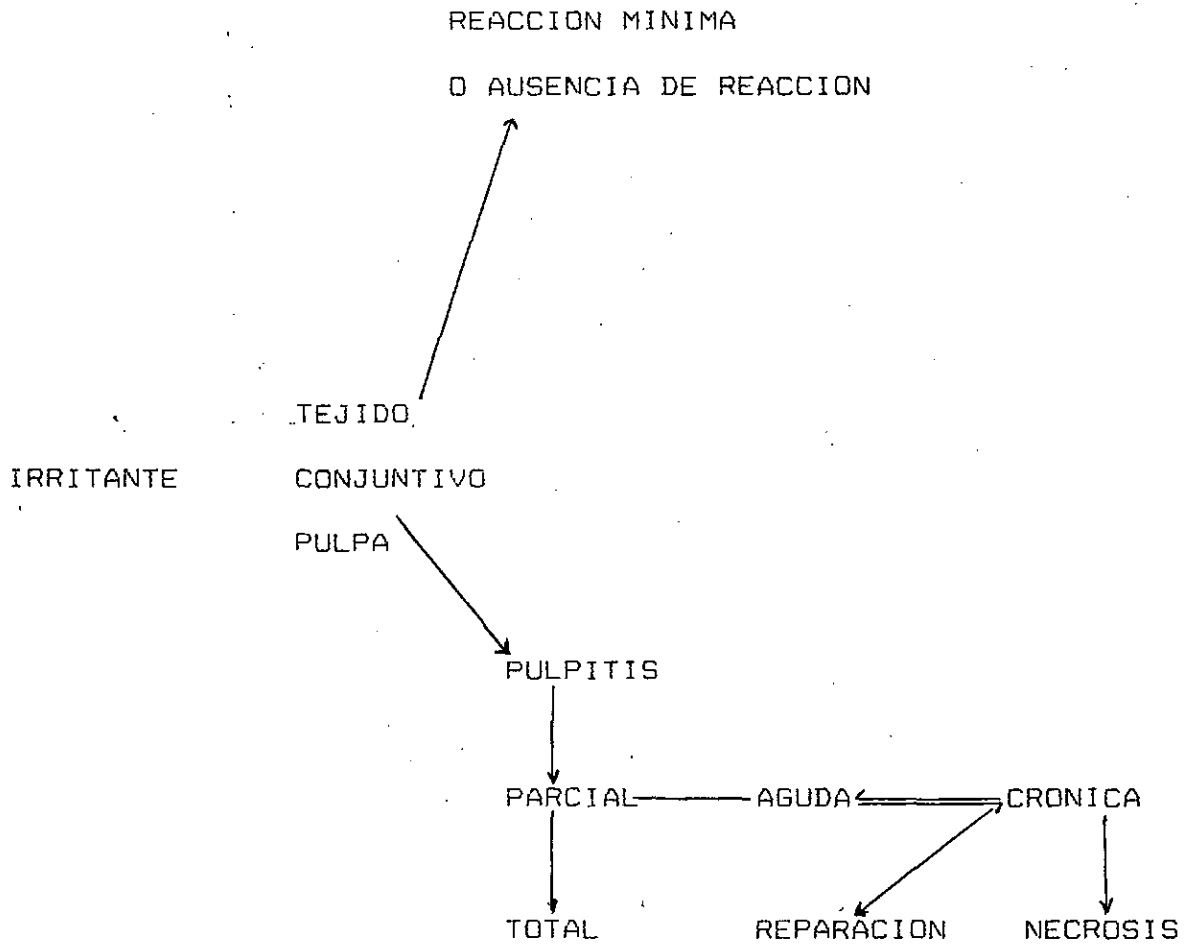 REACCION MINIMA
O AUSENCIA DE REACCION
TEJIDO
IRRITANTE CONJUNTIVO
PULPA
PULPITIS
PARCIAL AGUDA CRONICA
TOTAL REPARACION NECROSIS